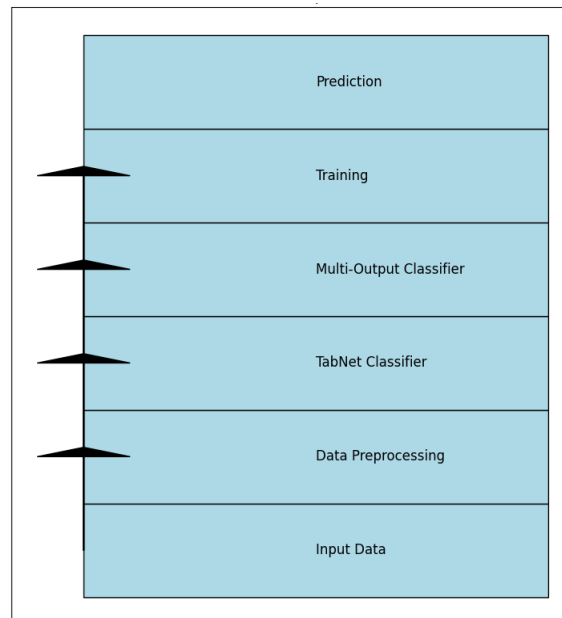 Prediction
Training
Multi-Output Classifier
TabNet Classifier
Data Preprocessing
Input Data